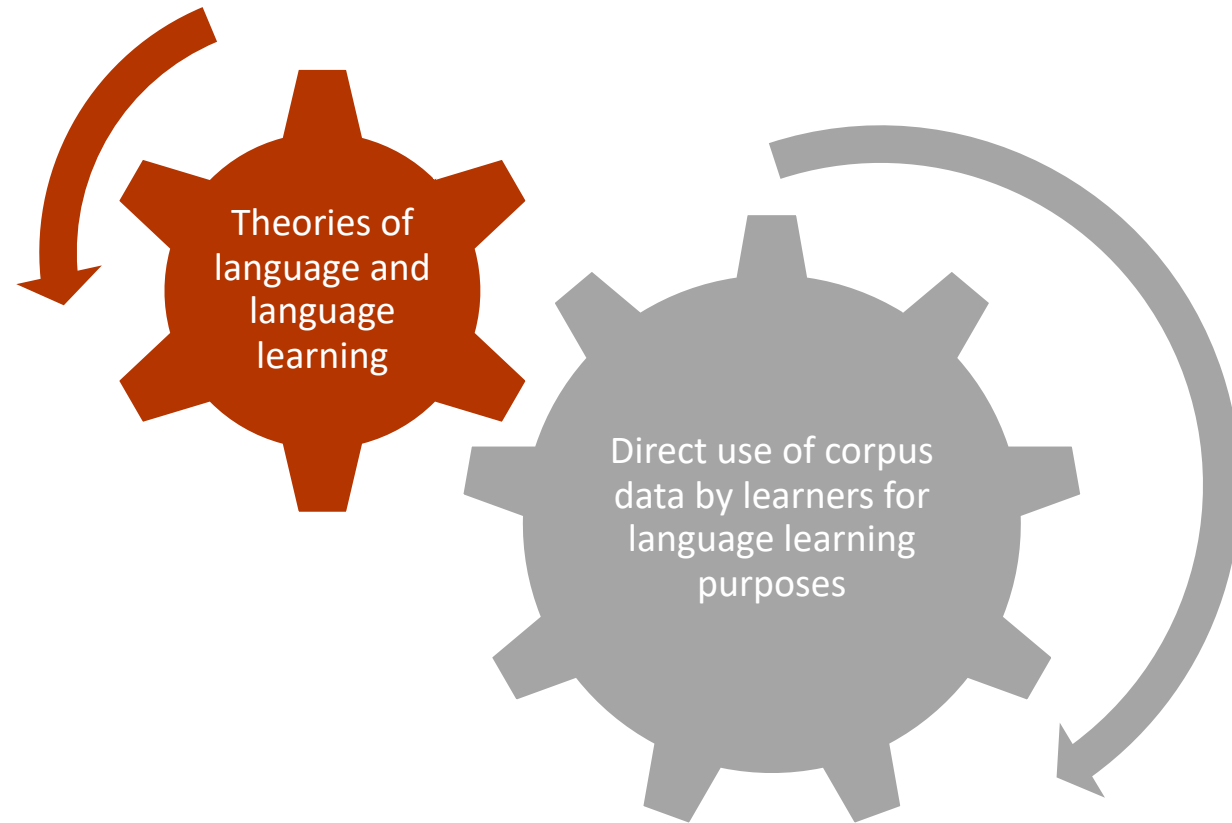 Theories of
language and
language
learning
Direct use of corpus
data by learners for
language learning
purposes